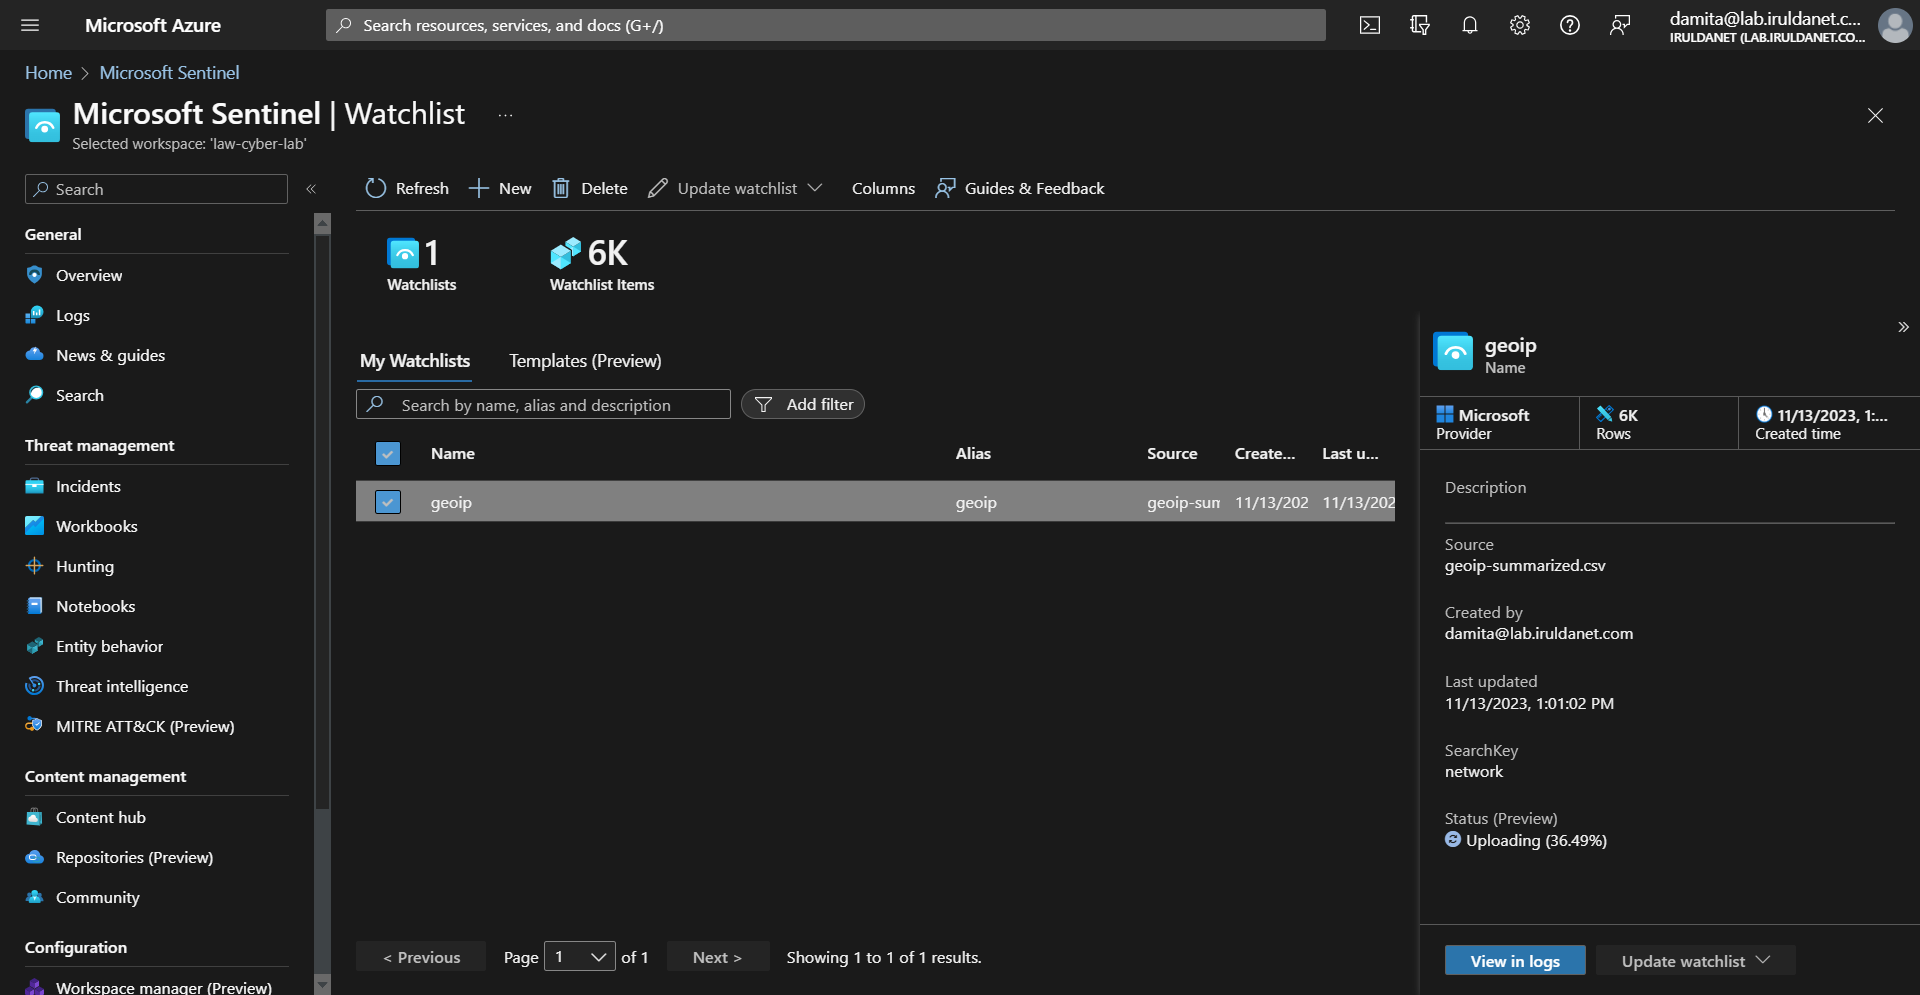 Microsoft Azure
Search resources, services, and docs (G+/)
damita@lab.iruldanet.c...
IRULDANET (LAB.IRULDANET.CO...
Home > Microsoft Sentinel
Microsoft Sentinel | Watchlist ...
Selected workspace: 'law-cyber-lab'
Search
«
Refresh
New
Delete
Update watchlist
Columns
Guides & Feedback
General
Overview
Logs
News & guides
Search
Threat management
Incidents
Workbooks
Hunting
Notebooks
Entity behavior
Threat intelligence
MITRE ATT&CK (Preview)
Content management
Content hub
Repositories (Preview)
Community
Configuration
Workspace manager (Preview)
1
Watchlists
6K
Watchlist Items
My Watchlists
Templates (Preview)
Search by name, alias and description
Add filter
Name Alias Source Create... Last u...
geoip geoip geoip-sum 11/13/202 11/13/202
< Previous
Page 1 of 1
Next >
Showing 1 to 1 of 1 results.
»
geoip
Name
Microsoft
Provider
6K
Rows
11/13/2023, 1:...
Created time
Description
Source
geoip-summarized.csv
Created by
damita@lab.iruldanet.com
Last updated
11/13/2023, 1:01:02 PM
SearchKey
network
Status (Preview)
Uploading (36.49%)
View in logs
Update watchlist